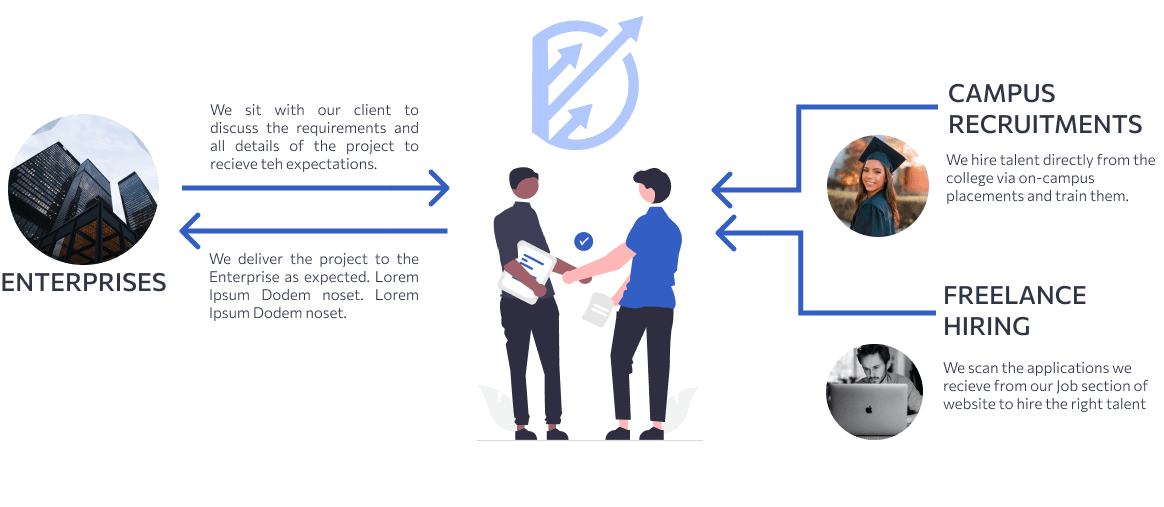 We sit with our client to
discuss the requirements and
all details of the project to
recieve teh expectations.
ENTERPRISES
We deliver the project to the
Enterprise as expected. Lorem
Ipsum Dodem noset. Lorem
Ipsum Dodem noset.
CAMPUS
RECRUITMENTS
We hire talent directly from the
college via on-campus
placements and train them.
FREELANCE
HIRING
We scan the applications we
recieve from our Job section of
website to hire the right talent